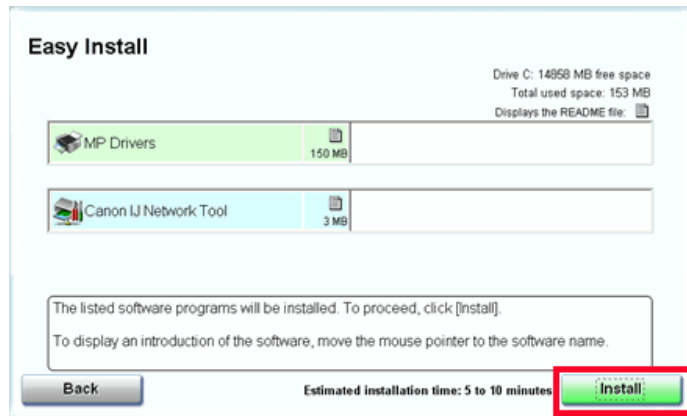 Easy Install
Drive C: 14858 MB free space
Total used space: 153 MB
Displays the README file:
MP Drivers
150 MB
Canon IJ Network Tool
3 MB
The listed software programs will be installed. To proceed, click [Install].
To display an introduction of the software, move the mouse pointer to the software name.
Back
Estimated installation time: 5 to 10 minutes
Install